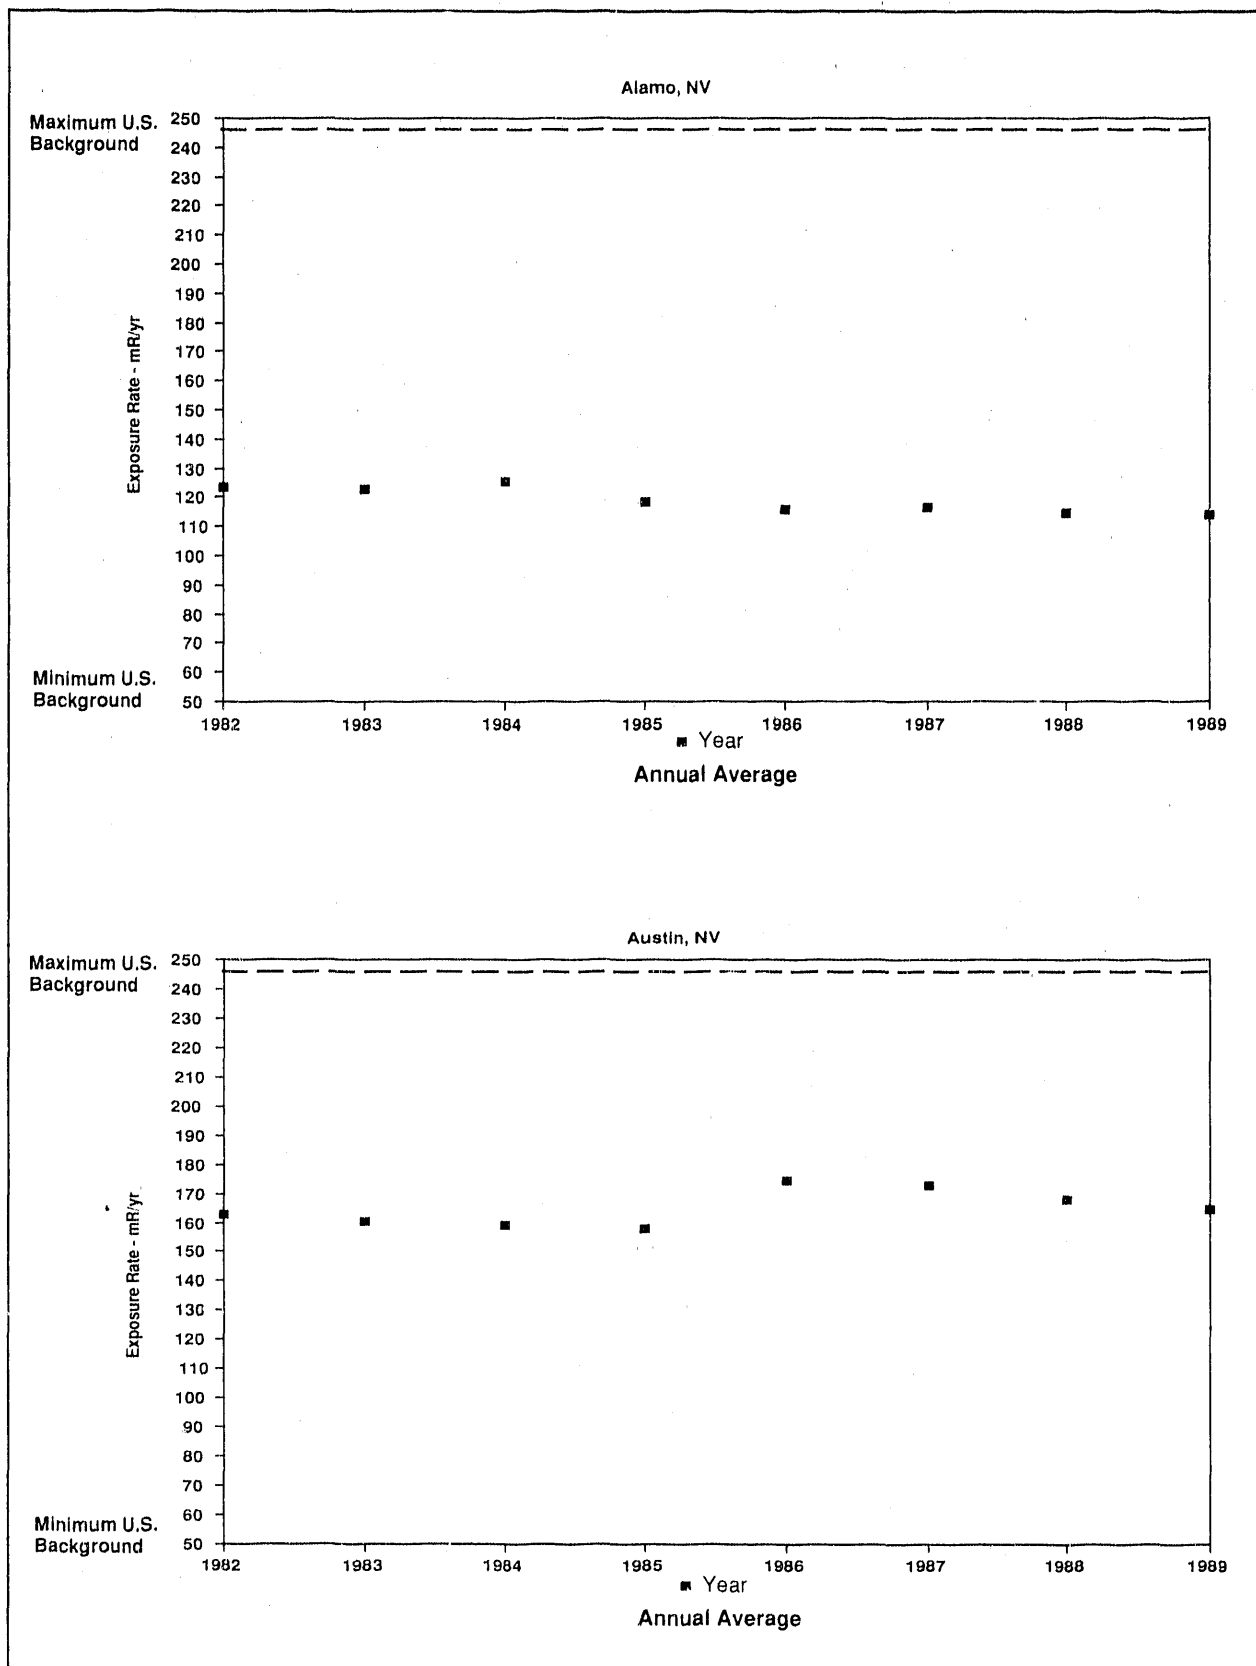 Alamo, NV
Maximum U.S.
Background
250
240
230
220
210
200
190
180
170
160
150
140
130
120
110
100
90
80
70
60
50
Exposure Rate - mR/yr
Minimum U.S.
Background
1982 1983 1984 1985 1986 1987 1988 1989
Year
Annual Average
Austin, NV
Maximum U.S.
Background
250
240
230
220
210
200
190
180
170
160
150
140
130
120
110
100
90
80
70
60
50
Exposure Rate - mR/yr
Minimum U.S.
Background
1982 1983 1984 1985 1986 1987 1988 1989
Year
Annual Average